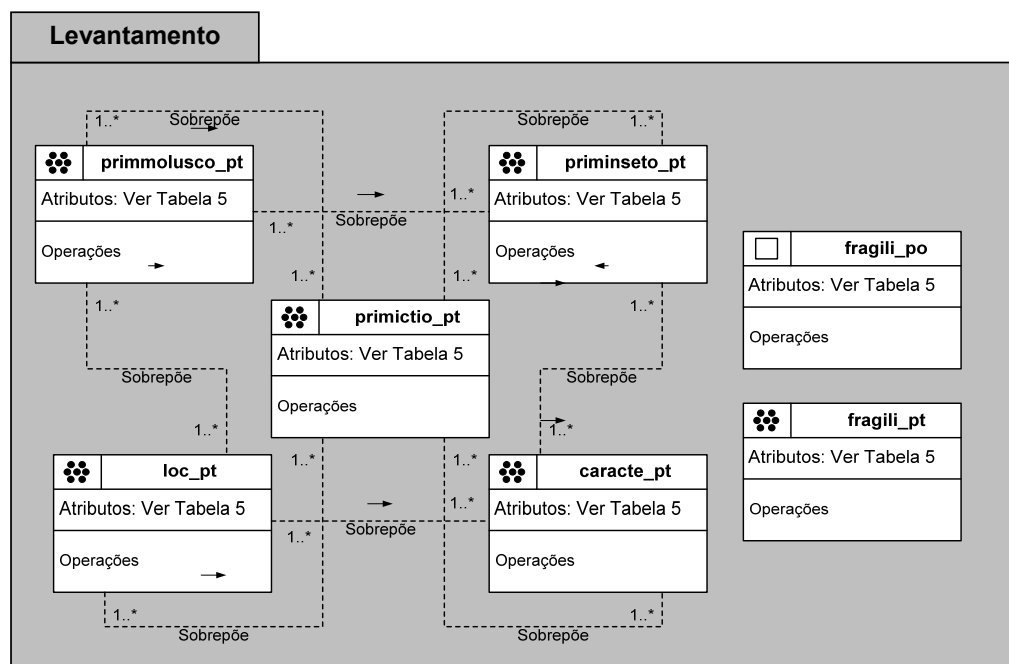 Levantamento
1..*
Sobrepõe
Sobrepõe
1..*
primmolusco_pt
Atributos: Ver Tabela 5
Operações
priminseto_pt
Atributos: Ver Tabela 5
Operações
1..*
Sobrepõe
1..*
fragili_po
Atributos: Ver Tabela 5
Operações
1..*
1..*
1..*
1..*
primictio_pt
Atributos: Ver Tabela 5
Operações
Sobrepõe
Sobrepõe
1..*
1..*
fragili_pt
Atributos: Ver Tabela 5
Operações
1..*
1..*
loc_pt
Atributos: Ver Tabela 5
Operações
caracte_pt
Atributos: Ver Tabela 5
Operações
1..*
Sobrepõe
1..*
1..*
Sobrepõe
Sobrepõe
1..*